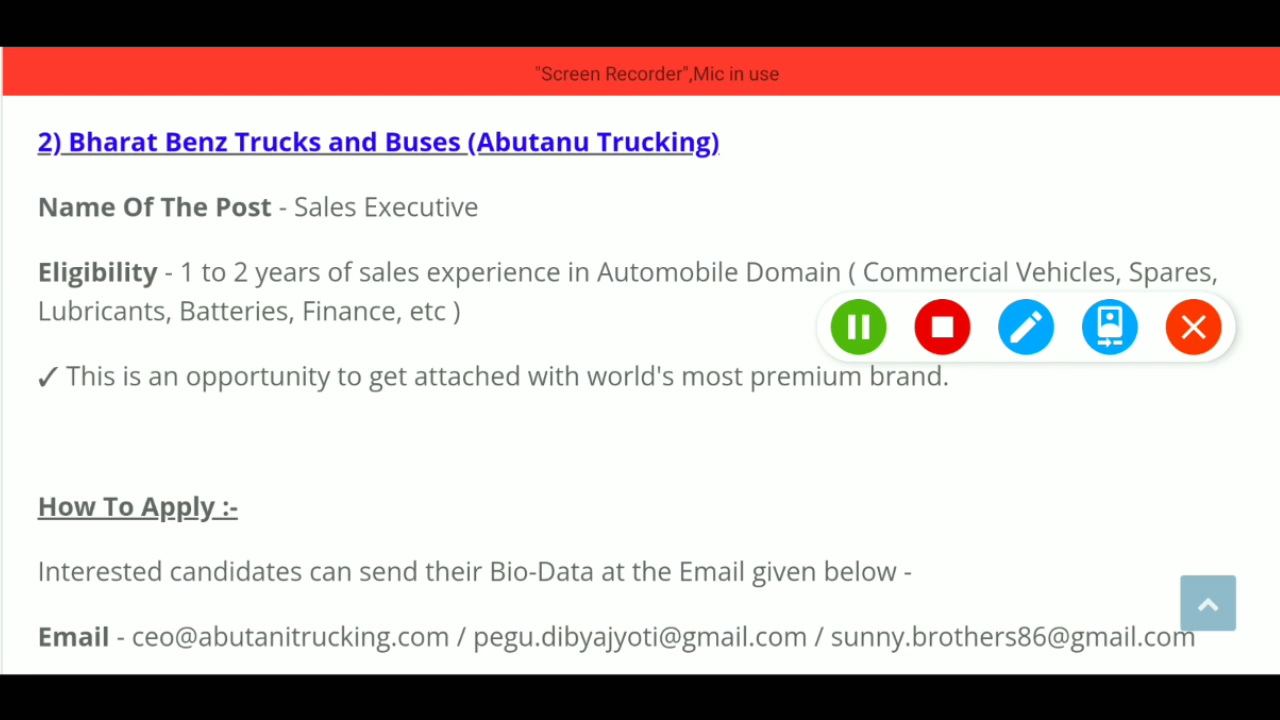 "Screen Recorder",Mic in use
2) Bharat Benz Trucks and Buses (Abutanu Trucking)
Name Of The Post - Sales Executive
Eligibility - 1 to 2 years of sales experience in Automobile Domain ( Commercial Vehicles, Spares,
Lubricants, Batteries, Finance, etc )
✓ This is an opportunity to get attached with world's most premium brand.
How To Apply :-
Interested candidates can send their Bio-Data at the Email given below -
Email - ceo@abutanitrucking.com / pegu.dibyajyoti@gmail.com / sunny.brothers86@gmail.com